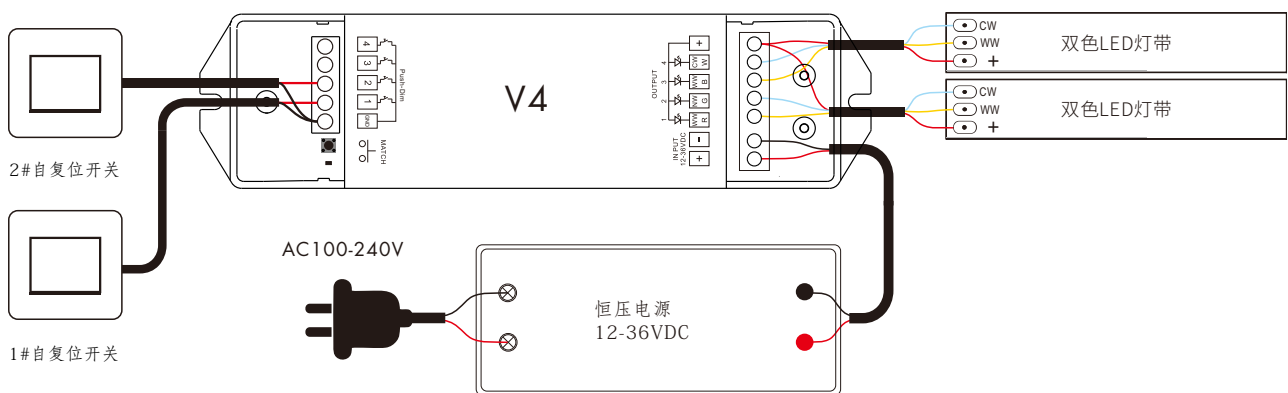 2#自复位开关
1#自复位开关
4
3
2
1
GND
Push-Dim
MATCH
V4
OUTPUT
+
4
CW
W
3
WW
B
2
NW
G
1
WW
R
IN PUT
12-36VDC
-
+
CW
WW
+
双色LED灯带
CW
WW
+
双色LED灯带
AC100-240V
恒压电源
12-36VDC